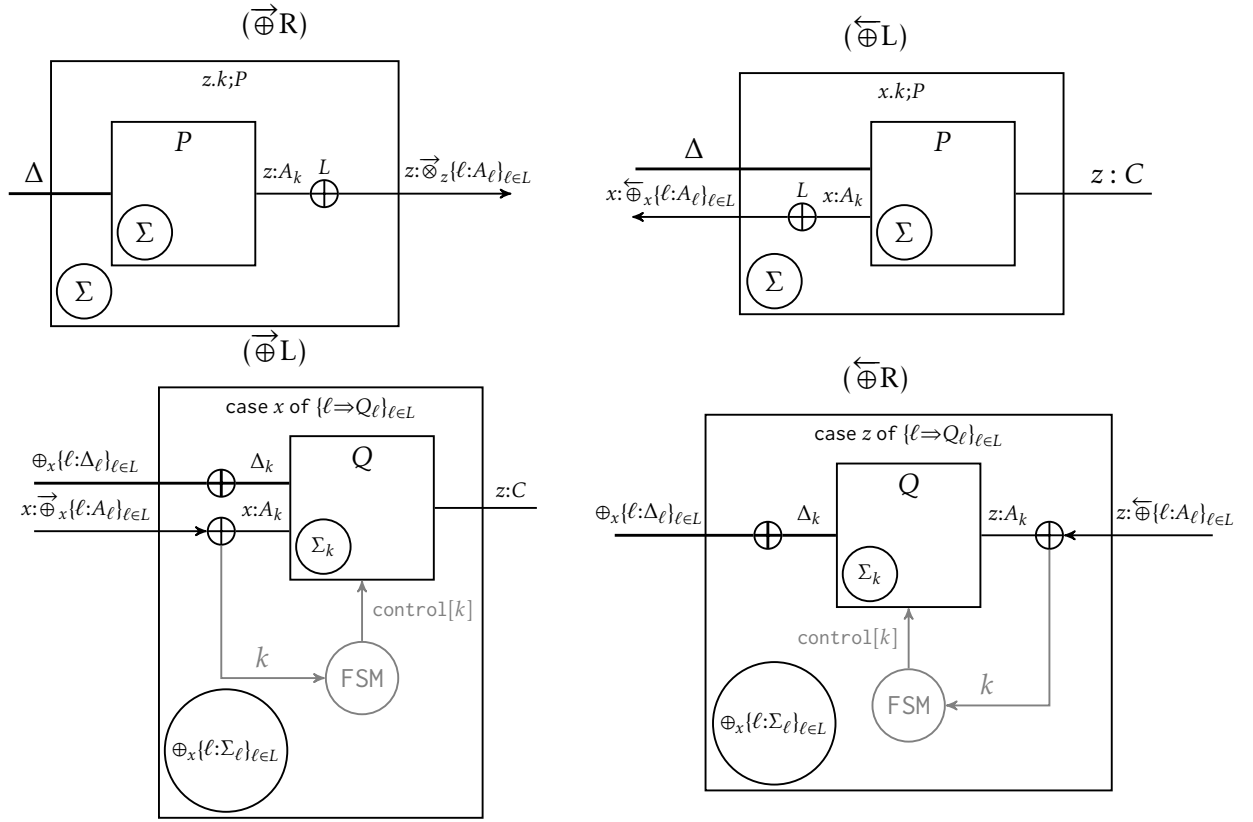 (⊕⃗R)
z.k;P
P
Δ
z:A_k
L
z:⊗⃗_z{ℓ:A_ℓ}_{ℓ∈L}
Σ
Σ
(⊕⃖L)
x.k;P
P
Δ
x:⊕⃖_x{ℓ:A_ℓ}_{ℓ∈L}
L
x:A_k
z : C
Σ
Σ
(⊕⃗L)
case x of {ℓ⇒Q_ℓ}_{ℓ∈L}
Q
⊕_x{ℓ:Δ_ℓ}_{ℓ∈L}
Δ_k
x:⊕⃗_x{ℓ:A_ℓ}_{ℓ∈L}
x:A_k
z:C
Σ_k
control[k]
k
FSM
⊕_x{ℓ:Σ_ℓ}_{ℓ∈L}
(⊕⃖R)
case z of {ℓ⇒Q_ℓ}_{ℓ∈L}
Q
⊕_x{ℓ:Δ_ℓ}_{ℓ∈L}
Δ_k
z:A_k
z:⊕⃖{ℓ:A_ℓ}_{ℓ∈L}
Σ_k
control[k]
k
FSM
⊕_x{ℓ:Σ_ℓ}_{ℓ∈L}